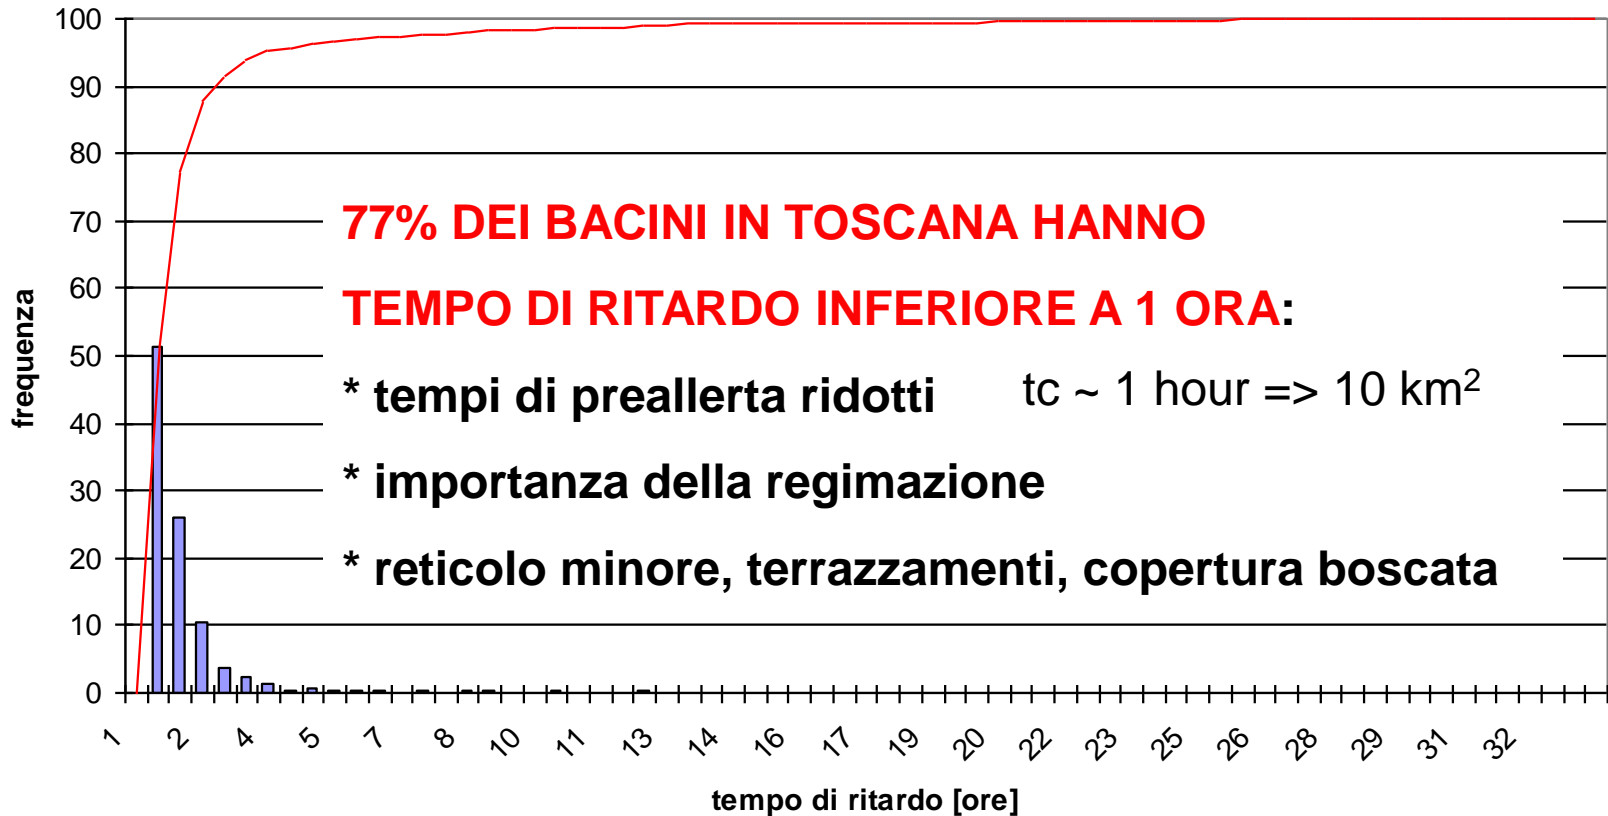 100
90
80
70
60
50
40
30
20
10
0
frequenza
77% DEI BACINI IN TOSCANA HANNO
TEMPO DI RITARDO INFERIORE A 1 ORA:
* tempi di preallerta ridotti tc ~ 1 hour => 10 km²
* importanza della regimazione
* reticolo minore, terrazzamenti, copertura boscata
1 2 4 5 7 8 10 11 13 14 16 17 19 20 22 23 25 26 28 29 31 32
tempo di ritardo [ore]